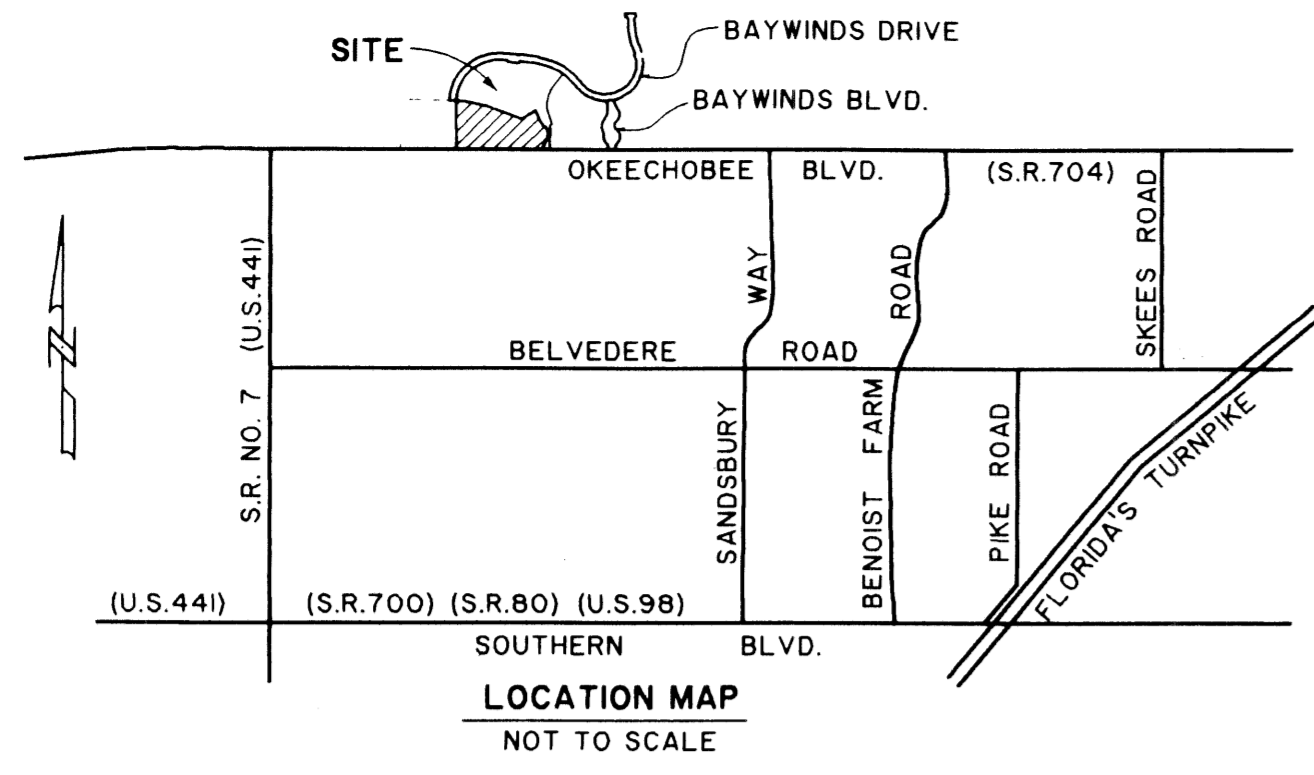 BAYWINDS DRIVE
SITE
BAYWINDS BLVD.
OKEECHOBEE BLVD. (S.R.704)
S.R. NO. 7 (U.S.441)
SANDSBURY WAY
BENOIST FARM ROAD
SKEES ROAD
N
BELVEDERE ROAD
PIKE ROAD
FLORIDA'S TURNPIKE
(U.S.441) (S.R.700) (S.R.80) (U.S.98)
SOUTHERN BLVD.
LOCATION MAP
NOT TO SCALE